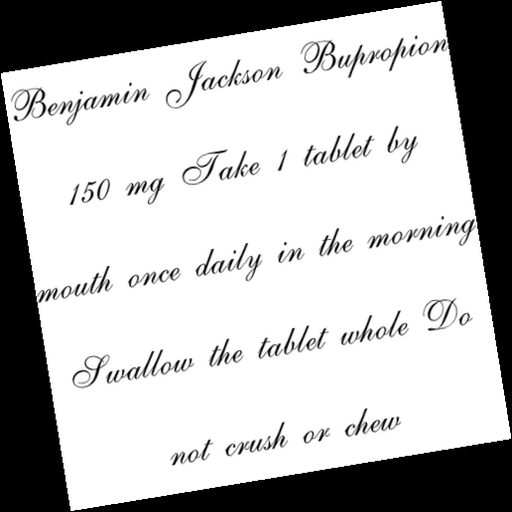 Benjamin Jackson Bupropion
150 mg Take 1 tablet by
mouth once daily in the morning
Swallow the tablet whole Do
not crush or chew